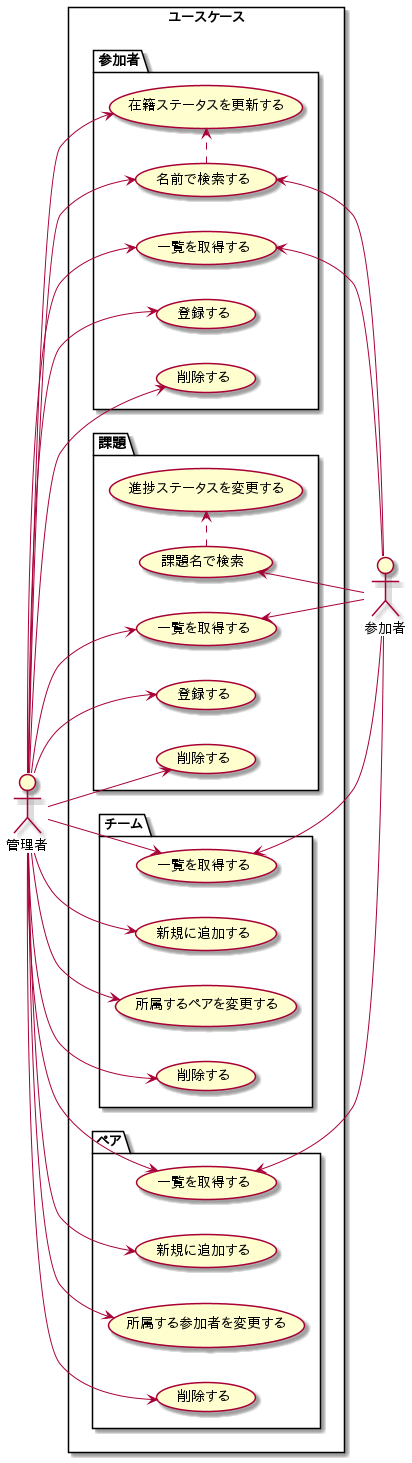 ユースケース
参加者
在籍ステータスを更新する
名前で検索する
一覧を取得する
登録する
削除する
課題
進捗ステータスを変更する
課題名で検索
一覧を取得する
登録する
削除する
参加者
管理者
チーム
一覧を取得する
新規に追加する
所属するペアを変更する
削除する
ペア
一覧を取得する
新規に追加する
所属する参加者を変更する
削除する